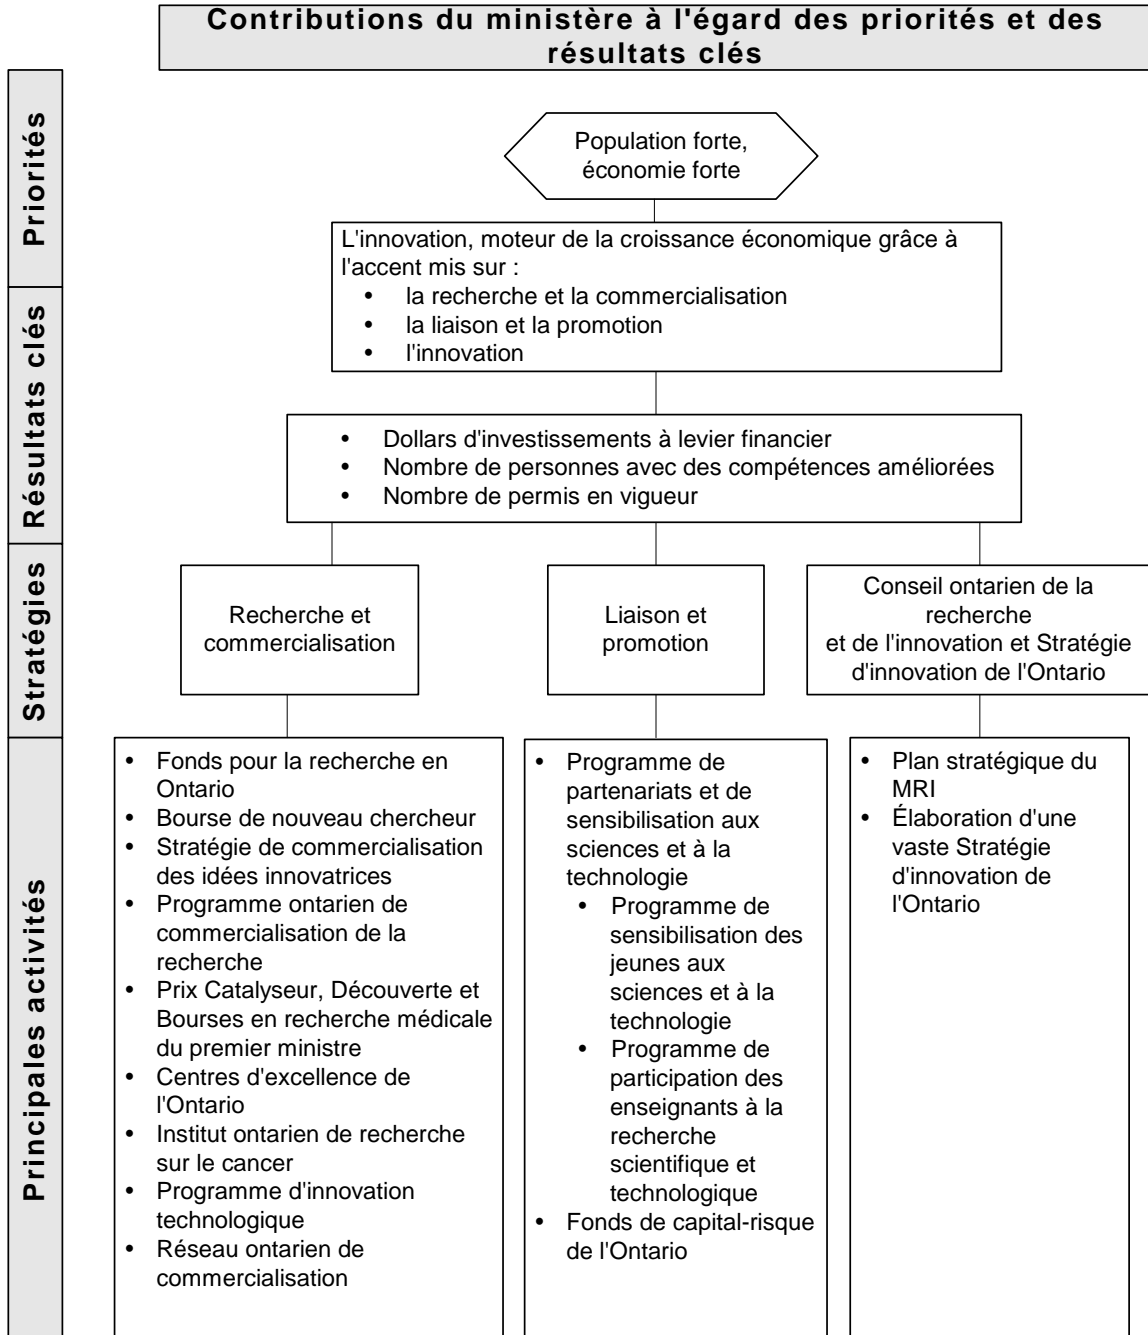 Contributions du ministère à l'égard des priorités et des
résultats clés
Priorités
Population forte,
économie forte
L'innovation, moteur de la croissance économique grâce à
l'accent mis sur :
• la recherche et la commercialisation
• la liaison et la promotion
• l'innovation
Résultats clés
• Dollars d'investissements à levier financier
• Nombre de personnes avec des compétences améliorées
• Nombre de permis en vigueur
Stratégies
Recherche et
commercialisation
Liaison et
promotion
Conseil ontarien de la
recherche
et de l'innovation et Stratégie
d'innovation de l'Ontario
Principales activités
• Fonds pour la recherche en
Ontario
• Bourse de nouveau chercheur
• Stratégie de commercialisation
des idées innovatrices
• Programme ontarien de
commercialisation de la
recherche
• Prix Catalyseur, Découverte et
Bourses en recherche médicale
du premier ministre
• Centres d'excellence de
l'Ontario
• Institut ontarien de recherche
sur le cancer
• Programme d'innovation
technologique
• Réseau ontarien de
commercialisation
• Programme de
partenariats et de
sensibilisation aux
sciences et à la
technologie
• Programme de
sensibilisation des
jeunes aux
sciences et à la
technologie
• Programme de
participation des
enseignants à la
recherche
scientifique et
technologique
• Fonds de capital-risque
de l'Ontario
• Plan stratégique du
MRI
• Élaboration d'une
vaste Stratégie
d'innovation de
l'Ontario